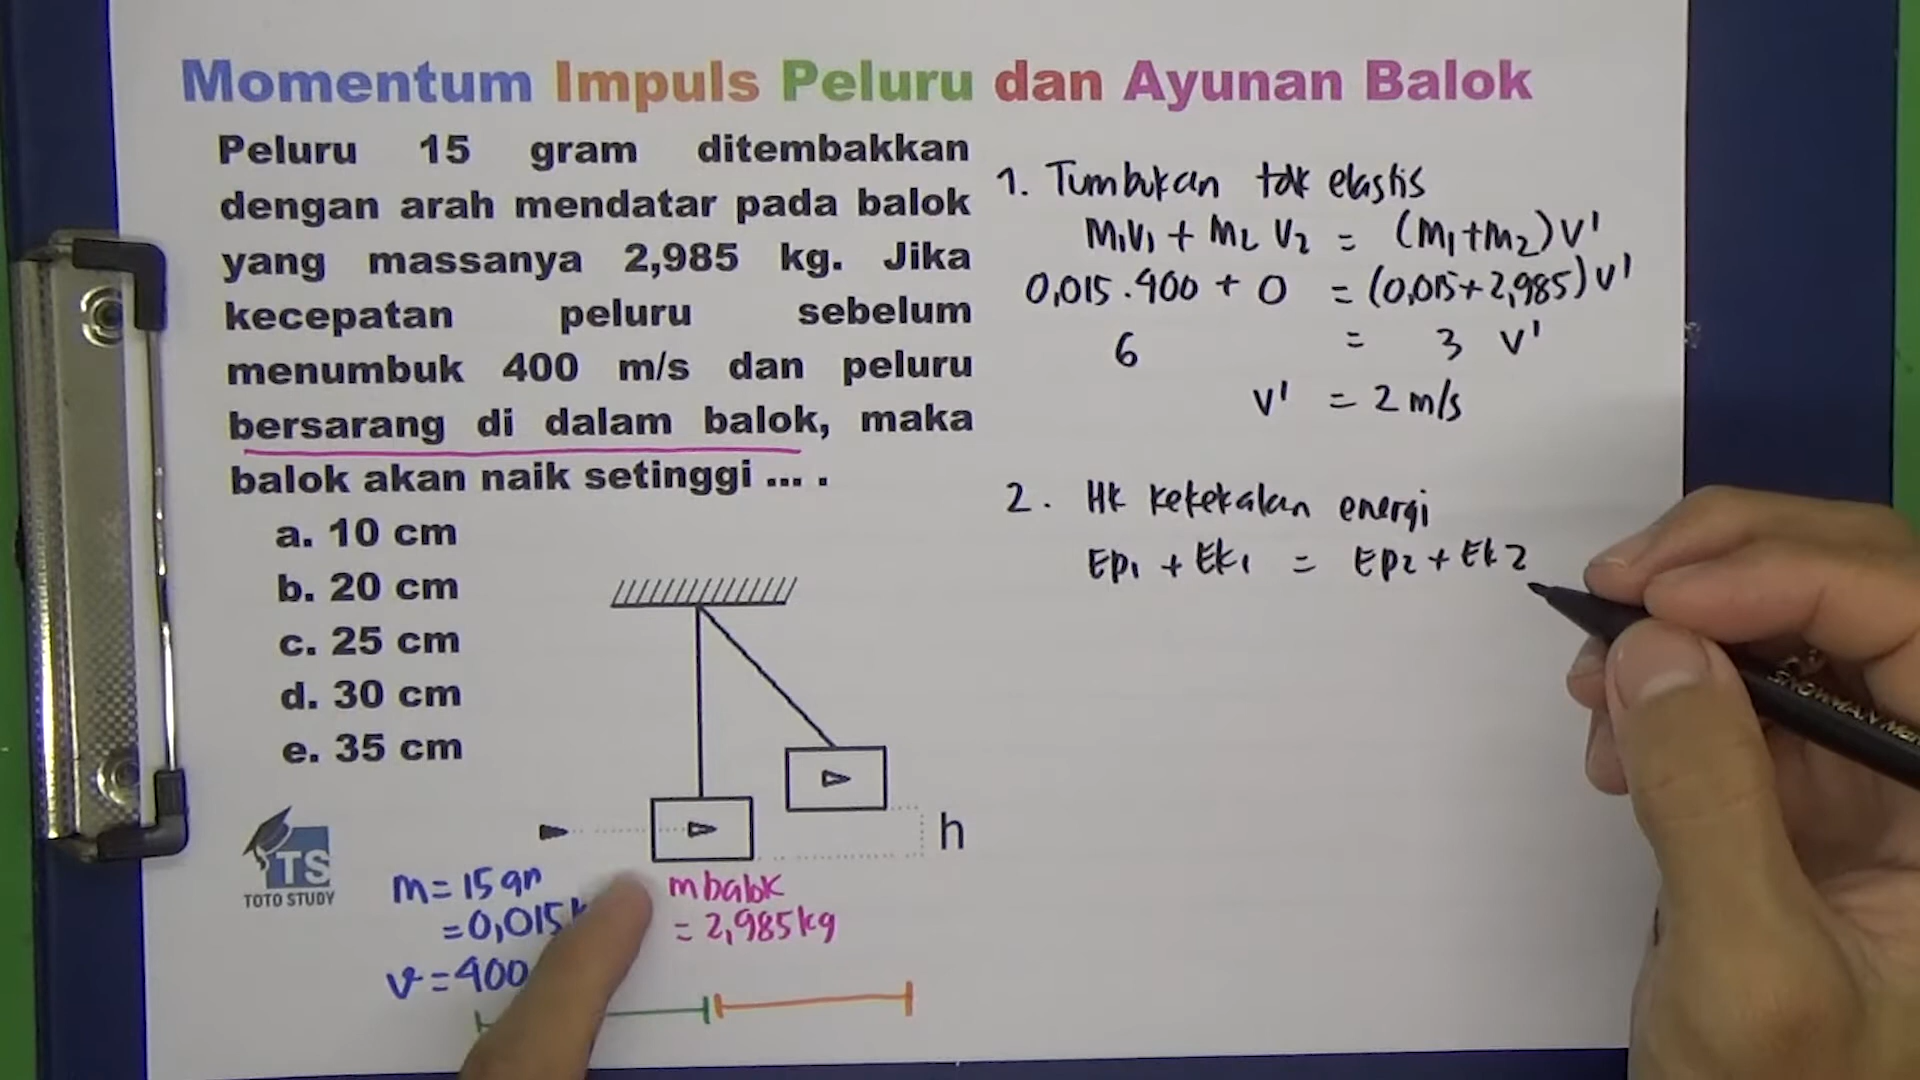 Momentum Impuls Peluru dan Ayunan Balok
Peluru 15 gram ditembakkan
dengan arah mendatar pada balok
yang massanya 2,985 kg. Jika
kecepatan peluru sebelum
menumbuk 400 m/s dan peluru
bersarang di dalam balok, maka
balok akan naik setinggi ... .
a. 10 cm
b. 20 cm
c. 25 cm
d. 30 cm
e. 35 cm
h
TS
TOTO STUDY
m = 15 gr
= 0,015
v = 400
m balok
= 2,985 kg
1. Tumbukan tak elastis
m₁v₁ + m₂ v₂ = (m₁+m₂)v'
0,015 . 400 + 0 = (0,015+2,985)v'
6 = 3 v'
v' = 2 m/s
2. Hk kekekalan energi
Ep₁ + Ek₁ = Ep₂ + Ek2
SNOWMAN